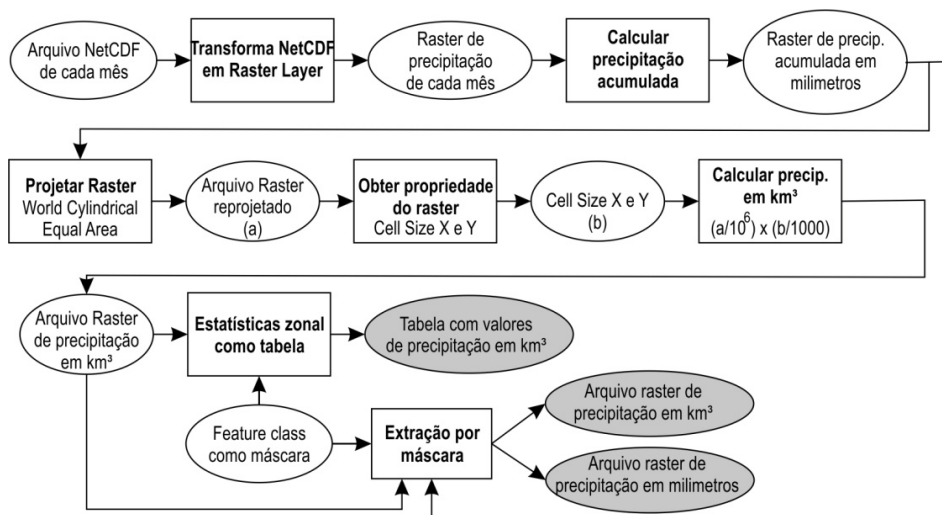 Arquivo NetCDF
de cada mês
Transforma NetCDF
em Raster Layer
Raster de
precipitação
de cada mês
Calcular
precipitação
acumulada
Raster de precip.
acumulada em
milimetros
Projetar Raster
World Cylindrical
Equal Area
Arquivo Raster
reprojetado
(a)
Obter propriedade
do raster
Cell Size X e Y
Cell Size X e Y
(b)
Calcular precip.
em km³
(a/10⁶) x (b/1000)
Arquivo Raster
de precipitação
em km³
Estatísticas zonal
como tabela
Tabela com valores
de precipitação em km³
Feature class
como máscara
Extração por
máscara
Arquivo raster de
precipitação em km³
Arquivo raster de
precipitação em milimetros